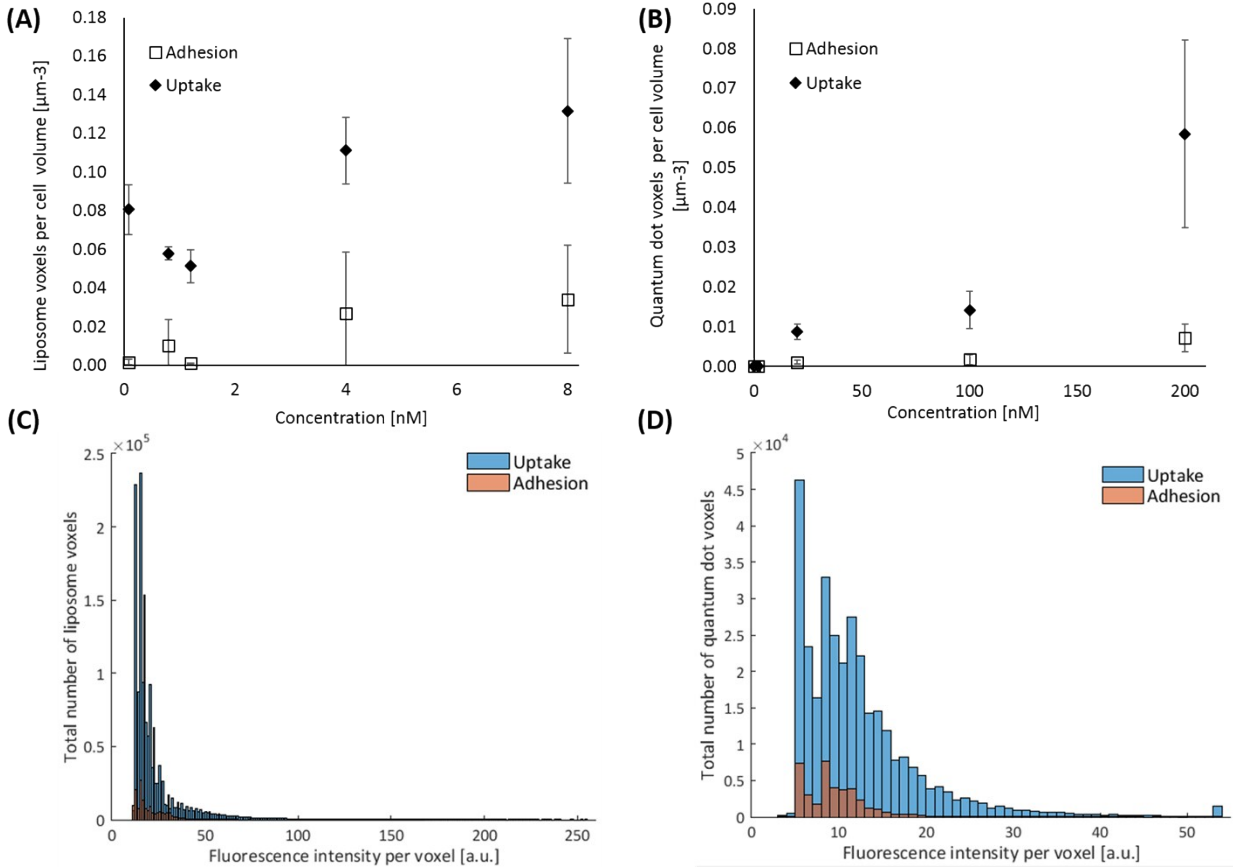 (A)
Liposome voxels per cell volume [µm-3]
0.18
0.16
0.14
0.12
0.10
0.08
0.06
0.04
0.02
0.00
Adhesion
Uptake
0 2 4 6 8
Concentration [nM]
(B)
Quantum dot voxels per cell volume
[µm-3]
0.09
0.08
0.07
0.06
0.05
0.04
0.03
0.02
0.01
0.00
Adhesion
Uptake
0 50 100 150 200
Concentration [nM]
(C)
×10⁵
Total number of liposome voxels
2.5
2
1.5
1
0.5
0
Uptake
Adhesion
0 50 100 150 200 250
Fluorescence intensity per voxel [a.u.]
(D)
×10⁴
Total number of quantum dot voxels
5
4.5
4
3.5
3
2.5
2
1.5
1
0.5
0
Uptake
Adhesion
0 10 20 30 40 50
Fluorescence intensity per voxel [a.u.]